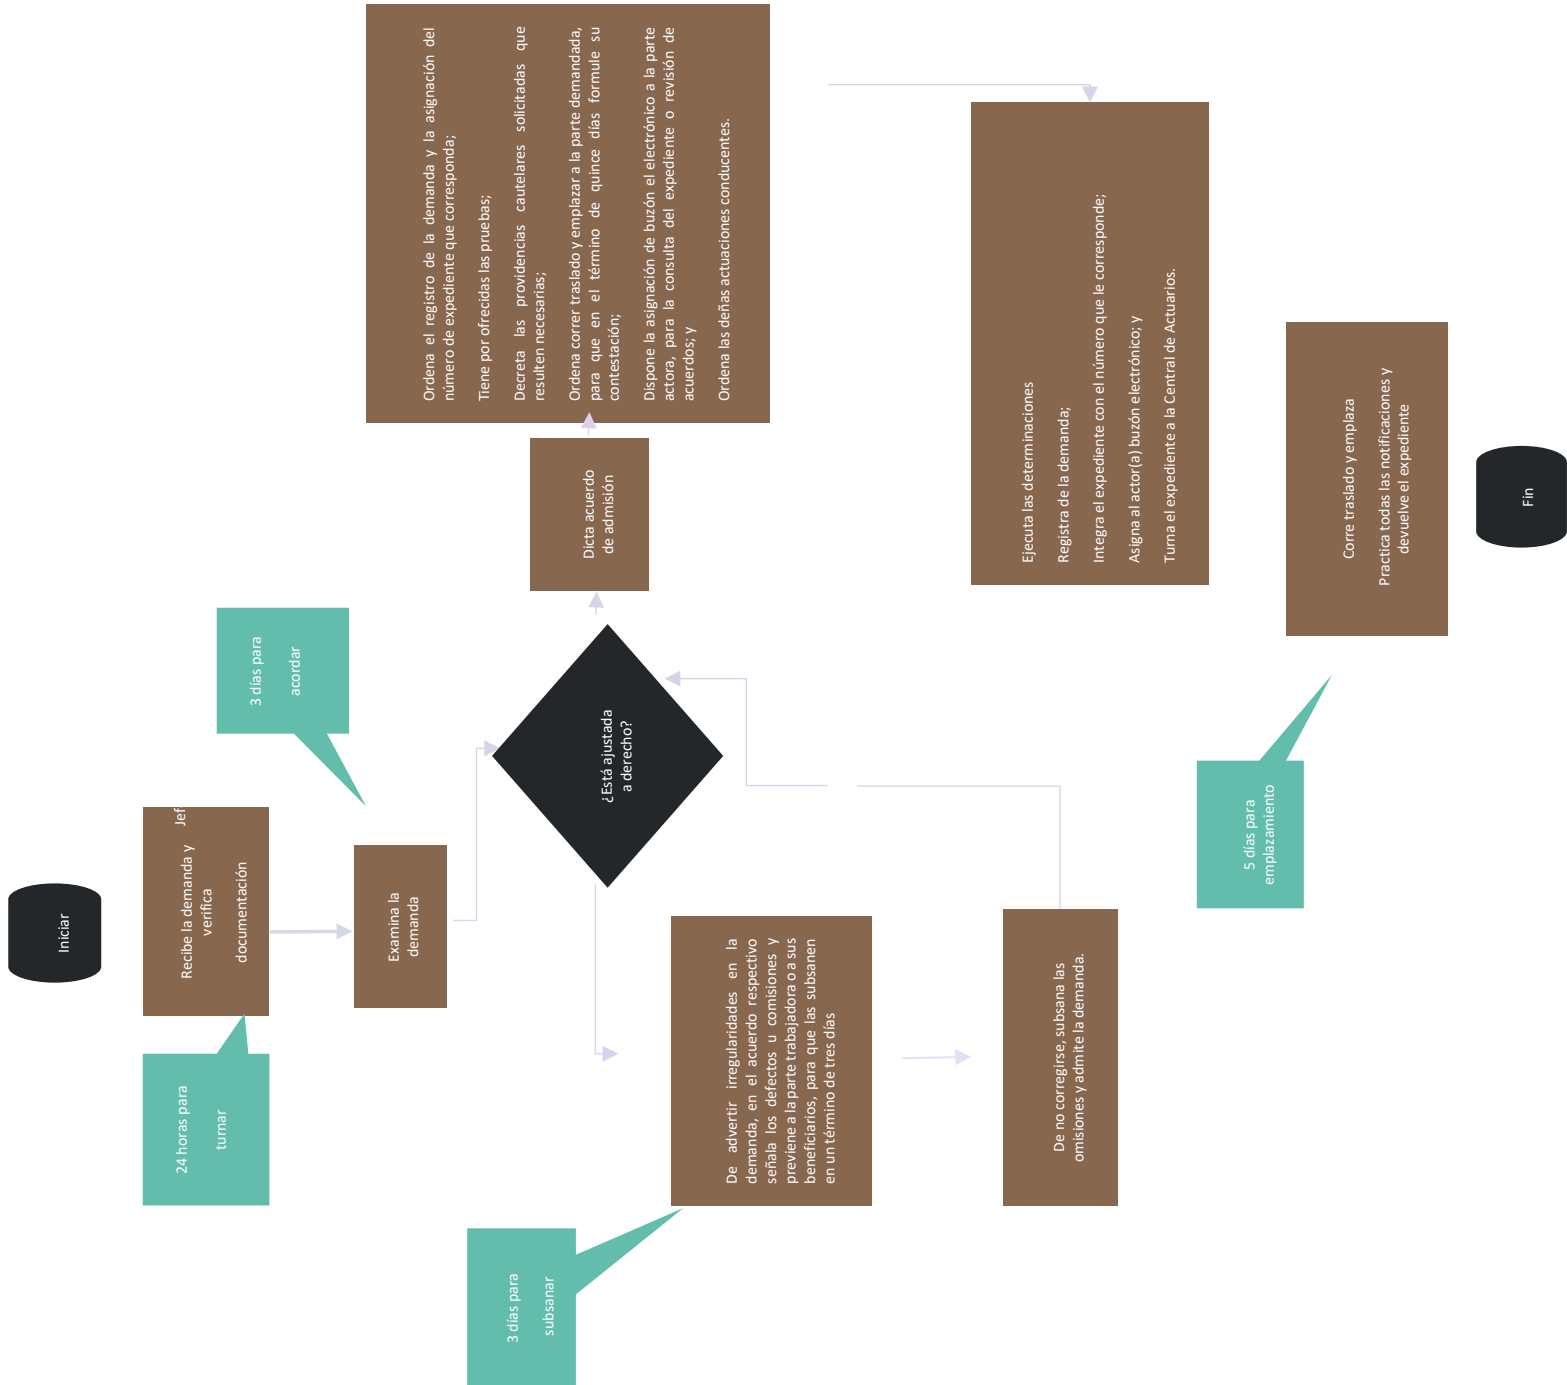 Iniciar
24 horas para
turnar
Recibe la demanda y
verifica
documentación
Jef
3 días para
acordar
Examina la
demanda
¿Está ajustada
a derecho?
3 días para
subsanar
De advertir irregularidades en la
demanda, en el acuerdo respectivo
señala los defectos u comisiones y
previene a la parte trabajadora o a sus
beneficiarios, para que las subsanen
en un término de tres días
De no corregirse, subsana las
omisiones y admite la demanda.
Dicta acuerdo
de admisión
Ordena el registro de la demanda y la asignación del
número de expediente que corresponda;
Tiene por ofrecidas las pruebas;
Decreta las providencias cautelares solicitadas que
resulten necesarias;
Ordena correr traslado y emplazar a la parte demandada,
para que en el término de quince días formule su
contestación;
Dispone la asignación de buzón el electrónico a la parte
actora, para la consulta del expediente o revisión de
acuerdos; y
Ordena las deñas actuaciones conducentes.
Ejecuta las determinaciones
Registra de la demanda;
Integra el expediente con el número que le corresponde;
Asigna al actor(a) buzón electrónico; y
Turna el expediente a la Central de Actuarios.
5 días para
emplazamiento
Corre traslado y emplaza
Practica todas las notificaciones y
devuelve el expediente
Fin